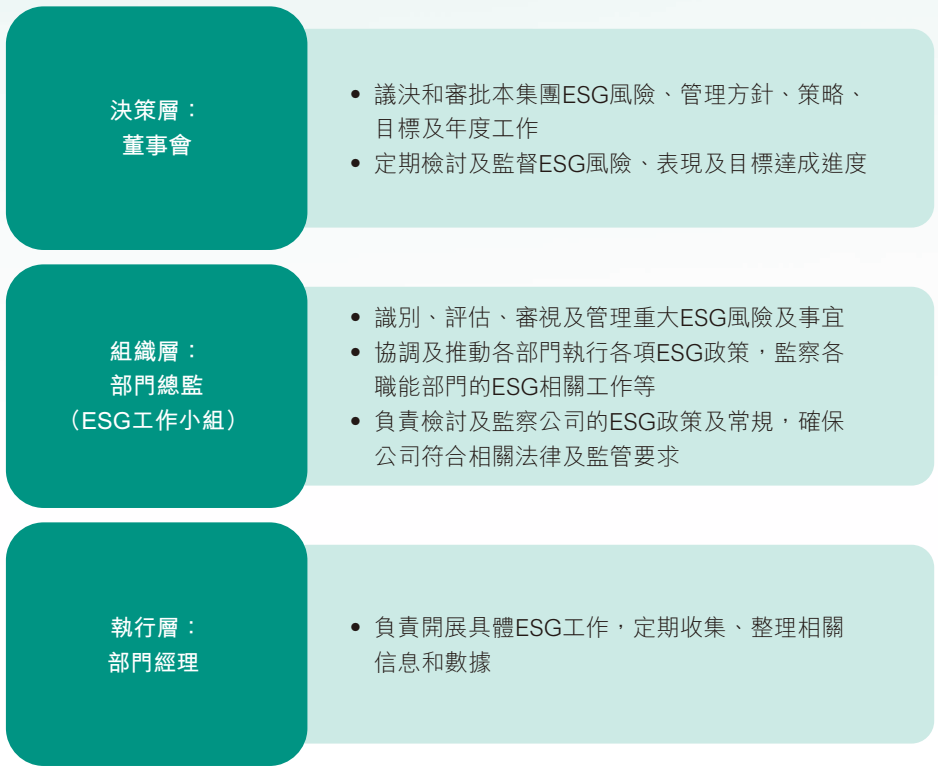 決策層：
董事會
• 議決和審批本集團ESG風險、管理方針、策略、
目標及年度工作
• 定期檢討及監督ESG風險、表現及目標達成進度
組織層：
部門總監
（ESG工作小組）
• 識別、評估、審視及管理重大ESG風險及事宜
• 協調及推動各部門執行各項ESG政策，監察各
職能部門的ESG相關工作等
• 負責檢討及監察公司的ESG政策及常規，確保
公司符合相關法律及監管要求
執行層：
部門經理
• 負責開展具體ESG工作，定期收集、整理相關
信息和數據